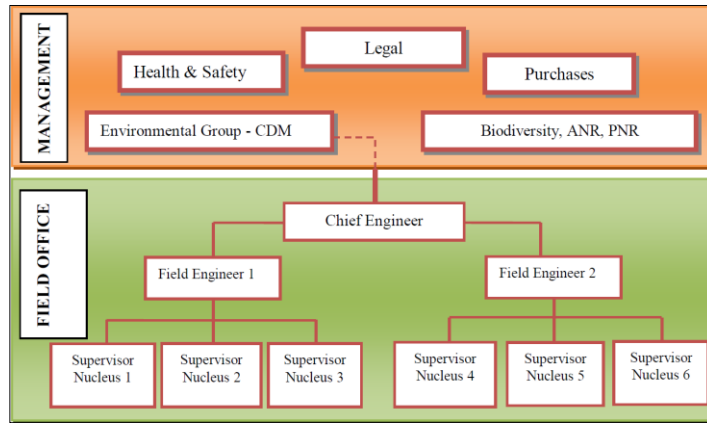 MANAGEMENT
Legal
Health & Safety
Purchases
Environmental Group - CDM
Biodiversity, ANR, PNR
FIELD OFFICE
Chief Engineer
Field Engineer 1
Field Engineer 2
Supervisor
Nucleus 1
Supervisor
Nucleus 2
Supervisor
Nucleus 3
Supervisor
Nucleus 4
Supervisor
Nucleus 5
Supervisor
Nucleus 6